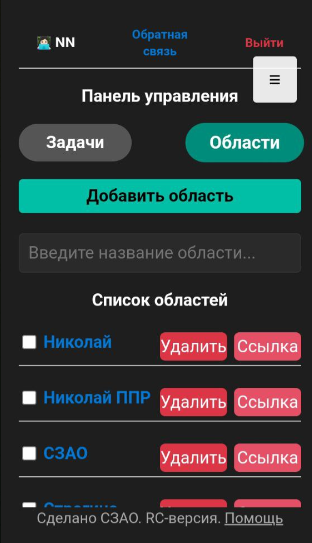 NN
Обратная
связь
Выйти
Панель управления
Задачи
Области
Добавить область
Введите название области...
Список областей
Николай
Удалить
Ссылка
Николай ППР
Удалить
Ссылка
СЗАО
Удалить
Ссылка
Сделано СЗАО. RC-версия. Помощь